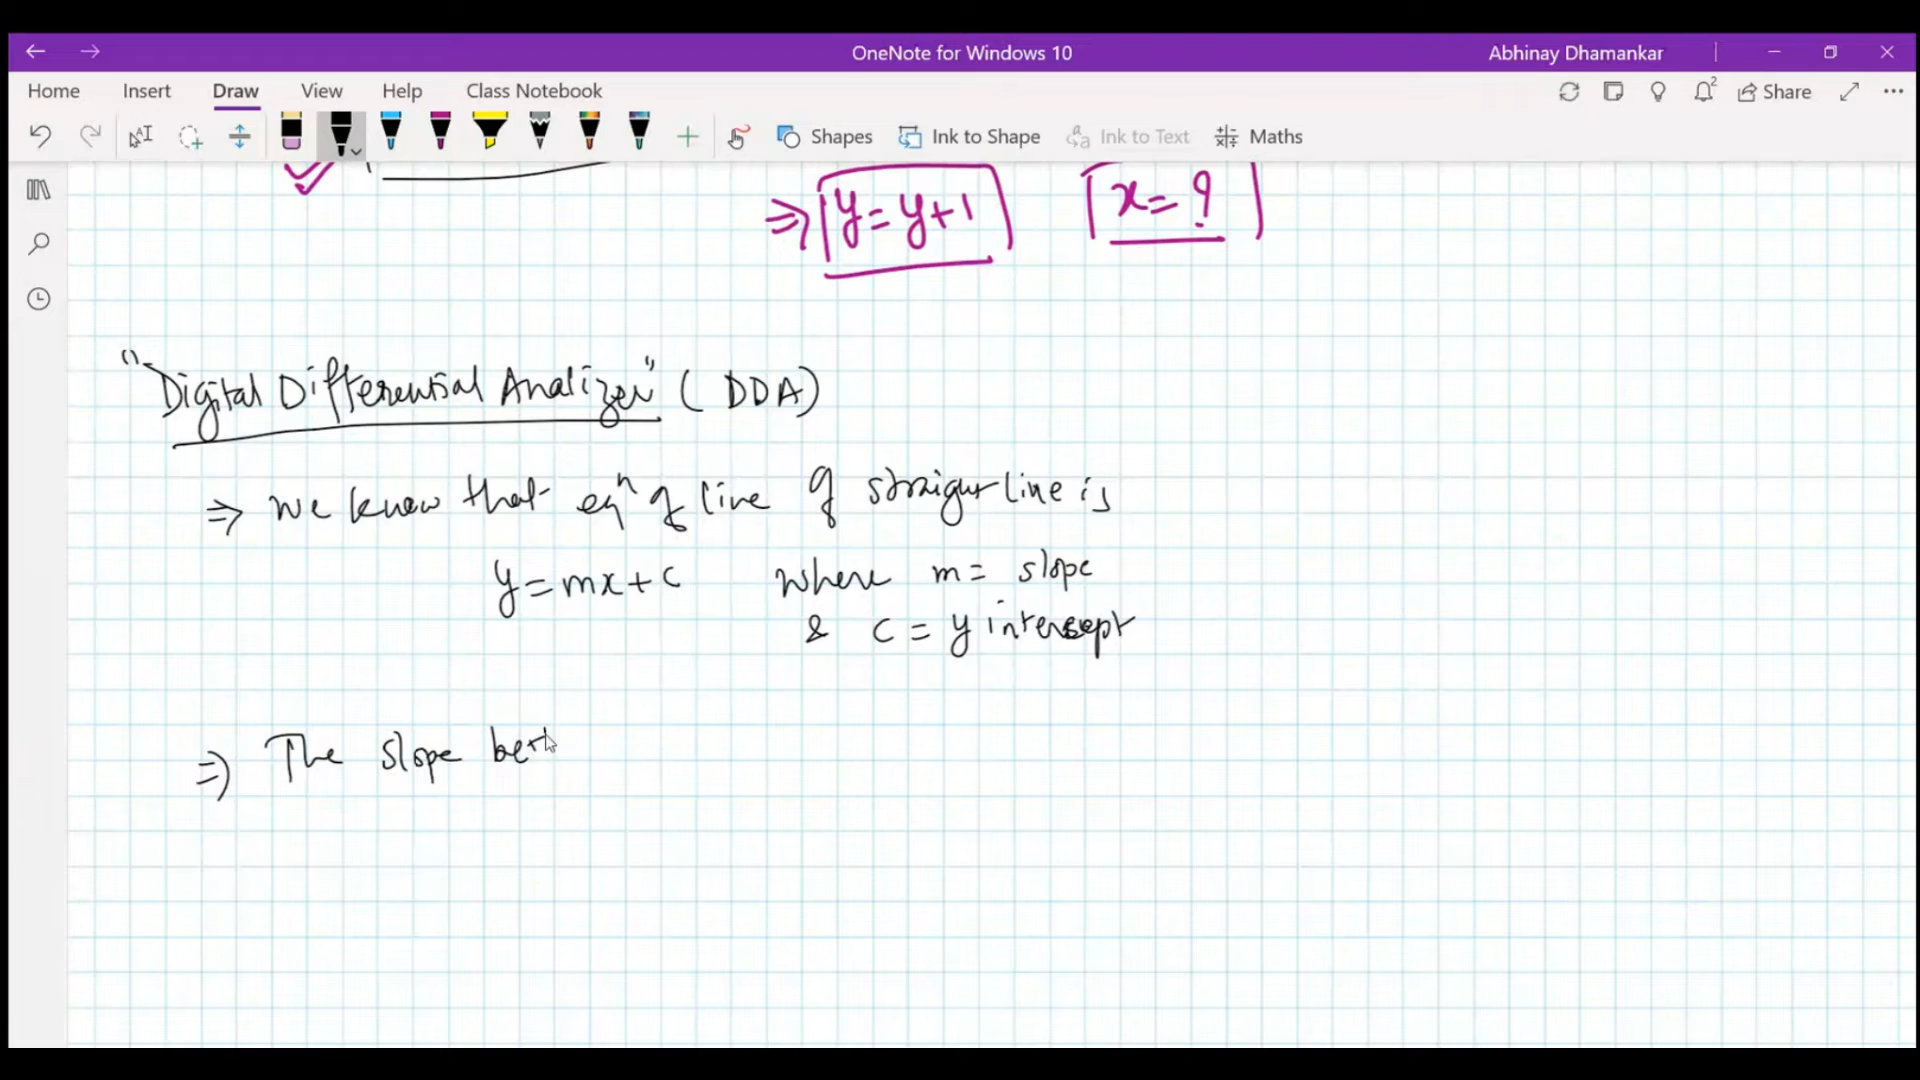 OneNote for Windows 10
Abhinay Dhamankar
Home Insert Draw View Help Class Notebook
2 Share
Shapes Ink to Shape Ink to Text Maths
⇒ y = y+1 x = ?
"Digital Differential Analizer" ( DDA)
⇒ We know that eqⁿ of line of straight line is
y = mx + c where m = slope
& c = y intercept
⇒ The slope bet